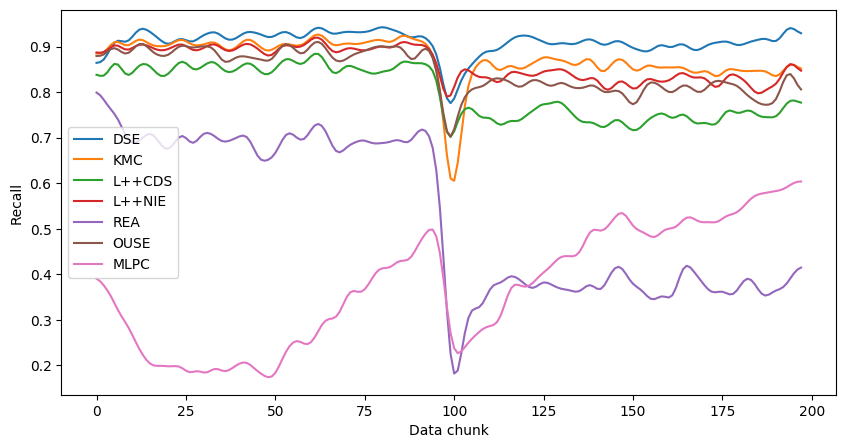 0.9
0.8
0.7
0.6
0.5
0.4
0.3
0.2
Recall
DSE
KMC
L++CDS
L++NIE
REA
OUSE
MLPC
0 25 50 75 100 125 150 175 200
Data chunk